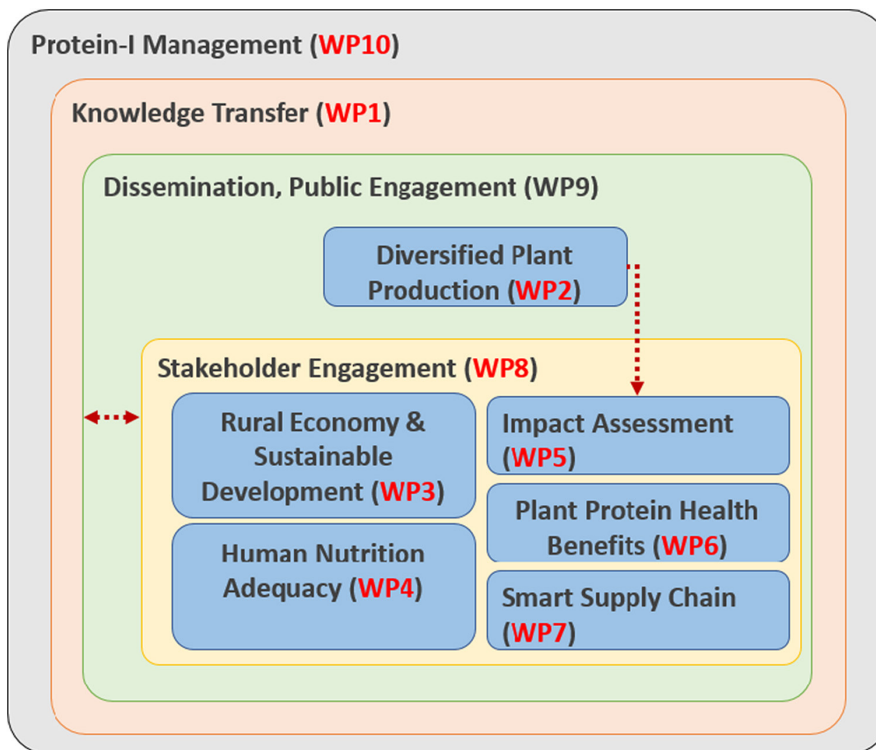 Protein-I Management (WP10)
Knowledge Transfer (WP1)
Dissemination, Public Engagement (WP9)
Diversified Plant
Production (WP2)
Stakeholder Engagement (WP8)
Rural Economy &
Sustainable
Development (WP3)
Human Nutrition
Adequacy (WP4)
Impact Assessment
(WP5)
Plant Protein Health
Benefits (WP6)
Smart Supply Chain
(WP7)